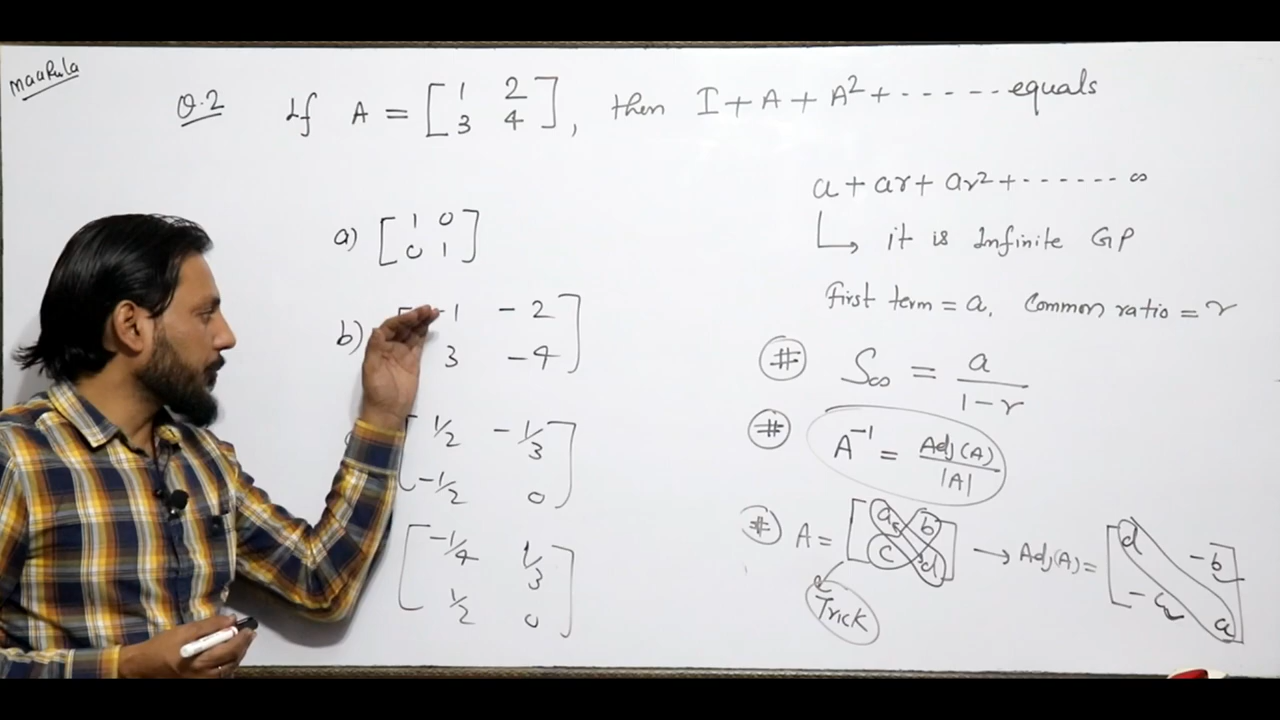 maurula
Q.2 If A = [1 2
3 4], then I + A + A² + ------ equals
a) [1 0
0 1]
b) -1 -2]
3 -4]
[1/2 -1/3]
[-1/2 0]
[-1/4 1/3]
1/2 0]
a + ar + ar² + ------- ∞
↳ it is Infinite GP
First term = a, Common ratio = r
# S∞ = a
1-r
# A⁻¹ = Adj(A)
|A|
# A = [a b
c d] → Adj(A) = [d -b
-c a]
Trick